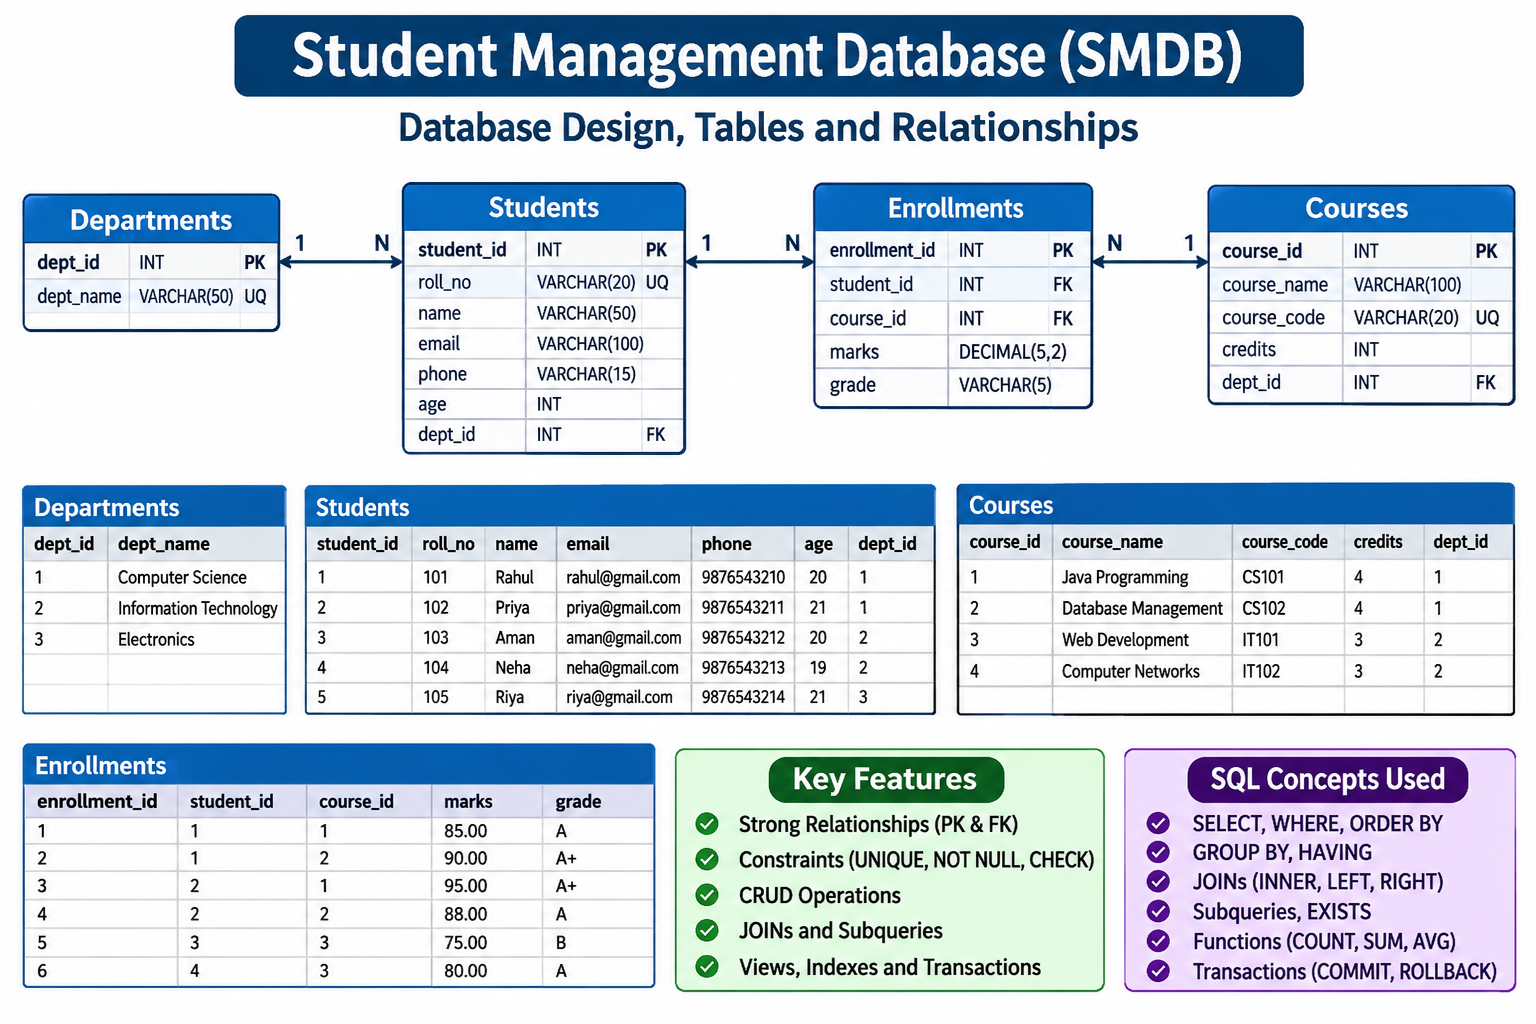 Student Management Database (SMDB)
Database Design, Tables and Relationships
Departments
dept_id INT PK
dept_name VARCHAR(50) UQ
1 N
Students
student_id INT PK
roll_no VARCHAR(20) UQ
name VARCHAR(50)
email VARCHAR(100)
phone VARCHAR(15)
age INT
dept_id INT FK
1 N
Enrollments
enrollment_id INT PK
student_id INT FK
course_id INT FK
marks DECIMAL(5,2)
grade VARCHAR(5)
N 1
Courses
course_id INT PK
course_name VARCHAR(100)
course_code VARCHAR(20) UQ
credits INT
dept_id INT FK
Departments
dept_id dept_name
1 Computer Science
2 Information Technology
3 Electronics
Students
student_id roll_no name email phone age dept_id
1 101 Rahul rahul@gmail.com 9876543210 20 1
2 102 Priya priya@gmail.com 9876543211 21 1
3 103 Aman aman@gmail.com 9876543212 20 2
4 104 Neha neha@gmail.com 9876543213 19 2
5 105 Riya riya@gmail.com 9876543214 21 3
Courses
course_id course_name course_code credits dept_id
1 Java Programming CS101 4 1
2 Database Management CS102 4 1
3 Web Development IT101 3 2
4 Computer Networks IT102 3 2
Enrollments
enrollment_id student_id course_id marks grade
1 1 1 85.00 A
2 1 2 90.00 A+
3 2 1 95.00 A+
4 2 2 88.00 A
5 3 3 75.00 B
6 4 3 80.00 A
Key Features
Strong Relationships (PK & FK)
Constraints (UNIQUE, NOT NULL, CHECK)
CRUD Operations
JOINs and Subqueries
Views, Indexes and Transactions
SQL Concepts Used
SELECT, WHERE, ORDER BY
GROUP BY, HAVING
JOINs (INNER, LEFT, RIGHT)
Subqueries, EXISTS
Functions (COUNT, SUM, AVG)
Transactions (COMMIT, ROLLBACK)